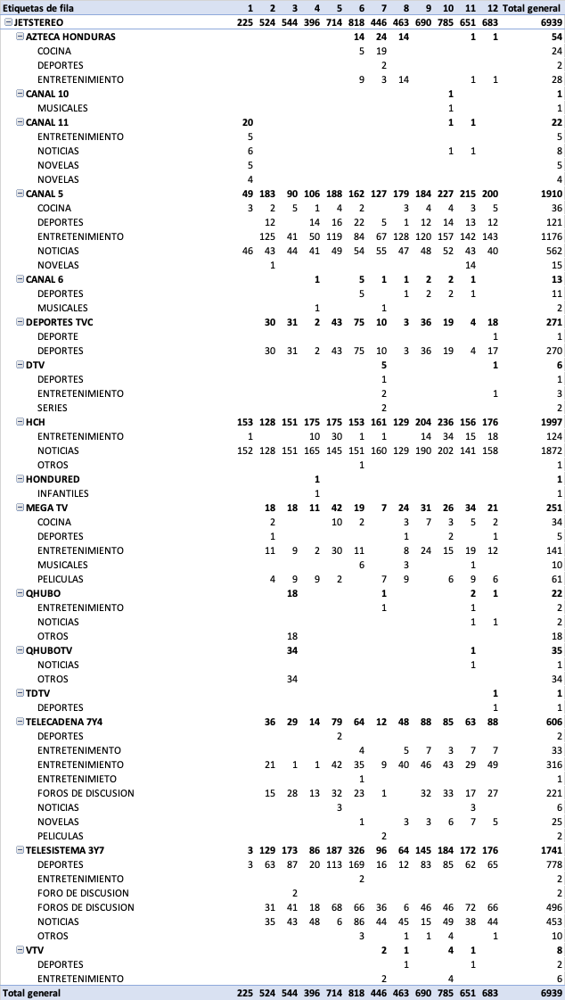 Etiquetas de fila 1 2 3 4 5 6 7 8 9 10 11 12 Total general
JETSTEREO 225 524 544 396 714 818 446 463 690 785 651 683 6939
AZTECA HONDURAS 14 24 14 1 1 54
COCINA 5 19 24
DEPORTES 2 2
ENTRETENIMIENTO 9 3 14 1 1 28
CANAL 10 1 1
MUSICALES 1 1
CANAL 11 20 1 1 22
ENTRETENIMIENTO 5 5
NOTICIAS 6 1 1 8
NOVELAS 5 5
NOVELAS 4 4
CANAL 5 49 183 90 106 188 162 127 179 184 227 215 200 1910
COCINA 3 2 5 1 4 2 3 4 4 3 5 36
DEPORTES 12 14 16 22 5 1 12 14 13 12 121
ENTRETENIMIENTO 125 41 50 119 84 67 128 120 157 142 143 1176
NOTICIAS 46 43 44 41 49 54 55 47 48 52 43 40 562
NOVELAS 1 14 15
CANAL 6 1 5 1 1 2 2 1 13
DEPORTES 5 1 2 2 1 11
MUSICALES 1 1 2
DEPORTES TVC 30 31 2 43 75 10 3 36 19 4 18 271
DEPORTE 1 1
DEPORTES 30 31 2 43 75 10 3 36 19 4 17 270
DTV 5 1 6
DEPORTES 1 1
ENTRETENIMIENTO 2 1 3
SERIES 2 2
HCH 153 128 151 175 175 153 161 129 204 236 156 176 1997
ENTRETENIMIENTO 1 10 30 1 1 14 34 15 18 124
NOTICIAS 152 128 151 165 145 151 160 129 190 202 141 158 1872
OTROS 1 1
HONDURED 1 1
INFANTILES 1 1
MEGA TV 18 18 11 42 19 7 24 31 26 34 21 251
COCINA 2 10 2 3 7 3 5 2 34
DEPORTES 1 1 2 1 5
ENTRETENIMIENTO 11 9 2 30 11 8 24 15 19 12 141
MUSICALES 6 3 1 10
PELICULAS 4 9 9 2 7 9 6 9 6 61
QHUBO 18 1 2 1 22
ENTRETENIMIENTO 1 1 2
NOTICIAS 1 1 2
OTROS 18 18
QHUBOTV 34 1 35
NOTICIAS 1 1
OTROS 34 34
TDTV 1 1
DEPORTES 1 1
TELECADENA 7Y4 36 29 14 79 64 12 48 88 85 63 88 606
DEPORTES 2 2
ENTRETENIMENTO 4 5 7 3 7 7 33
ENTRETENIMIENTO 21 1 1 42 35 9 40 46 43 29 49 316
ENTRETENIMIETO 1 1
FOROS DE DISCUSION 15 28 13 32 23 1 32 33 17 27 221
NOTICIAS 3 3 6
NOVELAS 1 3 3 6 7 5 25
PELICULAS 2 2
TELESISTEMA 3Y7 3 129 173 86 187 326 96 64 145 184 172 176 1741
DEPORTES 3 63 87 20 113 169 16 12 83 85 62 65 778
ENTRETENIMIENTO 2 2
FORO DE DISCUSION 2 2
FOROS DE DISCUSION 31 41 18 68 66 36 6 46 46 72 66 496
NOTICIAS 35 43 48 6 86 44 45 15 49 38 44 453
OTROS 3 1 1 4 1 10
VTV 2 1 4 1 8
DEPORTES 1 1 2
ENTRETENIMIENTO 2 4 6
Total general 225 524 544 396 714 818 446 463 690 785 651 683 6939